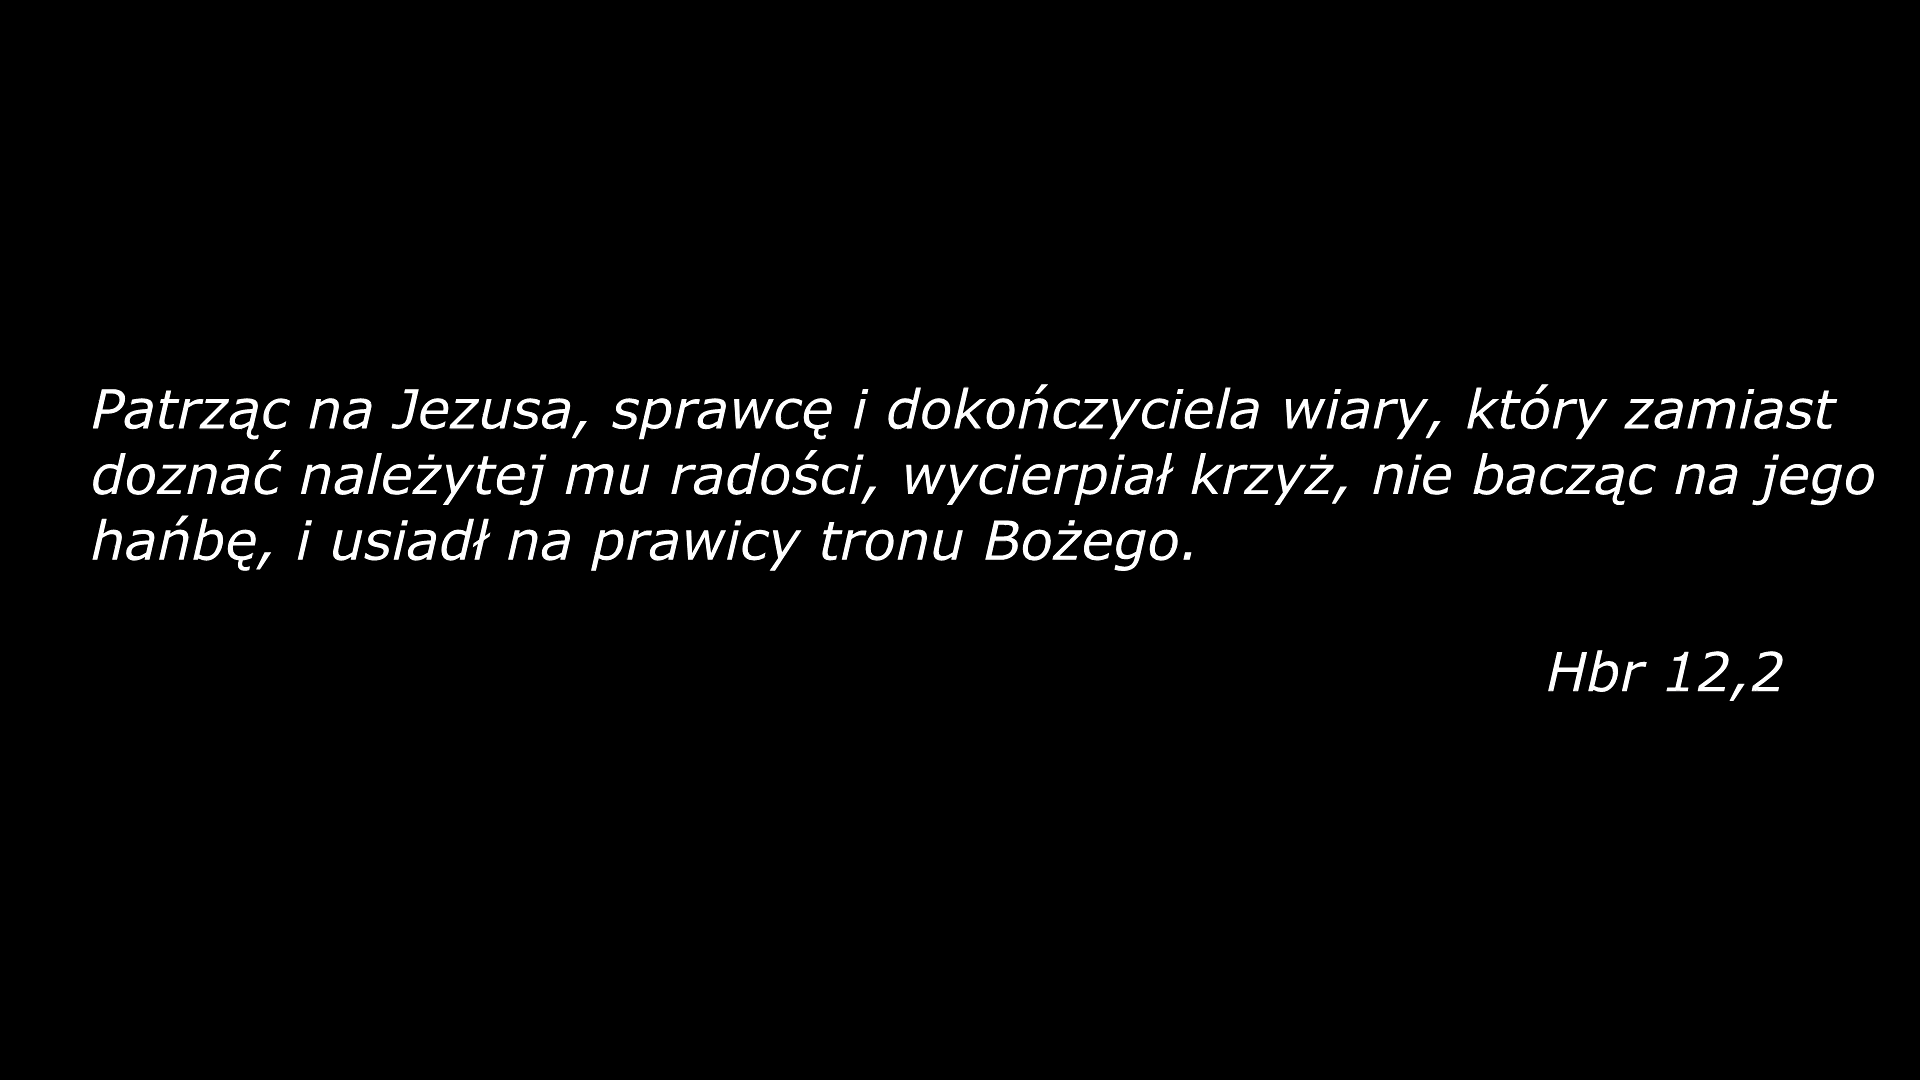 Patrząc na Jezusa, sprawcę i dokończyciela wiary, który zamiast
doznać należytej mu radości, wycierpiał krzyż, nie bacząc na jego
hańbę, i usiadł na prawicy tronu Bożego.
Hbr 12,2